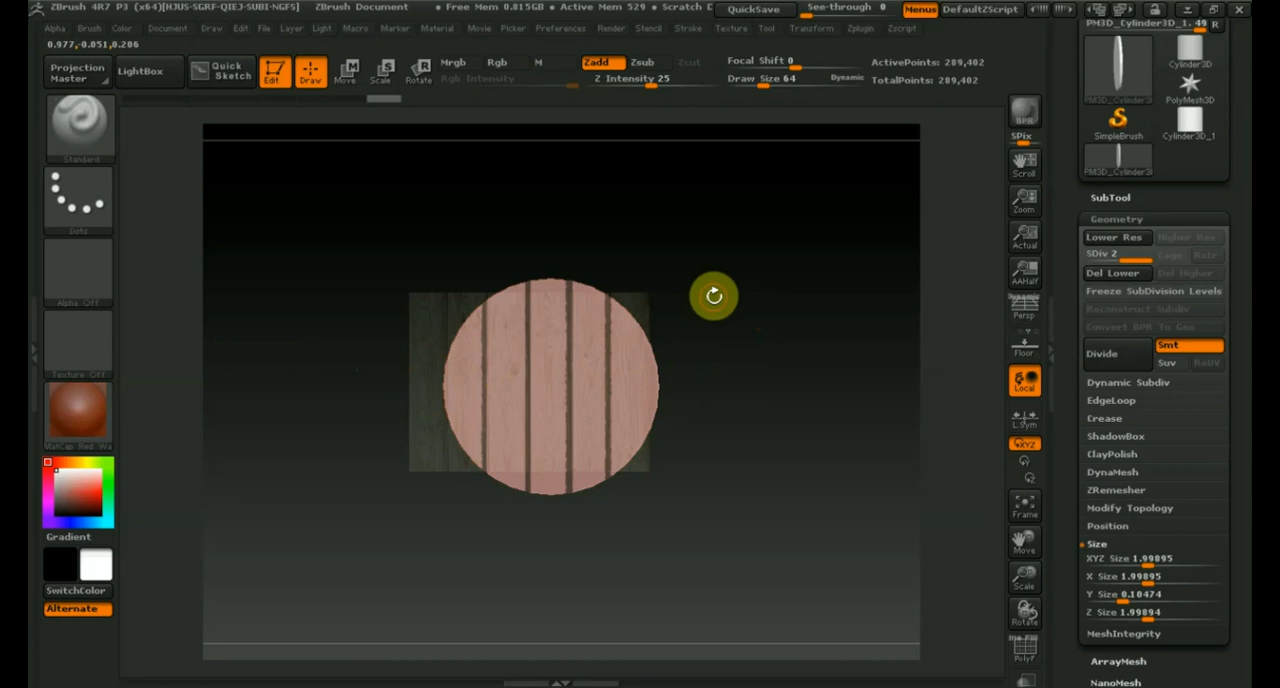 ZBrush 4R7 P3 (x64)[HJUS-SGRF-QIEJ-SUBI-NGFS] ZBrush Document • Free Mem 0.815GB • Active Mem 529 • Scratch D QuickSave See-through 0 Menus DefaultZScript
Alpha Brush Color Document Draw Edit File Layer Light Macro Marker Material Movie Picker Preferences Render Stencil Stroke Texture Tool Transform Zplugin Zscript
PM3D_Cylinder3D_1. 49 R
0.977,-0.051,0.206
Projection Master
LightBox
Quick Sketch
Edit Draw Move Scale Rotate
Mrgb Rgb M
Rgb Intensity
Zadd Zsub Zcut
Z Intensity 25
Focal Shift 0
Draw Size 64 Dynamic
ActivePoints: 289,402
TotalPoints: 289,402
Cylinder3D
PM3D_Cylinder3 PolyMesh3D
SimpleBrush Cylinder3D_1
PM3D_Cylinder3
Standard
Dots
Alpha Off
Texture Off
MatCap Red Wa
Gradient
SwitchColor
Alternate
BPR
SPix
Scroll
Zoom
Actual
AAHalf
Dynamic
Persp
Floor
Local
L.Sym
XYZ
Frame
Move
Scale
Rotate
Line Fill
PolyF
SubTool
Geometry
Lower Res Higher Res
SDiv 2 Cage Rstr
Del Lower Del Higher
Freeze SubDivision Levels
Reconstruct Subdiv
Convert BPR To Geo
Divide Smt
Suv ReUV
Dynamic Subdiv
EdgeLoop
Crease
ShadowBox
ClayPolish
DynaMesh
ZRemesher
Modify Topology
Position
Size
XYZ Size 1.99895
X Size 1.99895
Y Size 0.10474
Z Size 1.99894
MeshIntegrity
ArrayMesh
NanoMesh